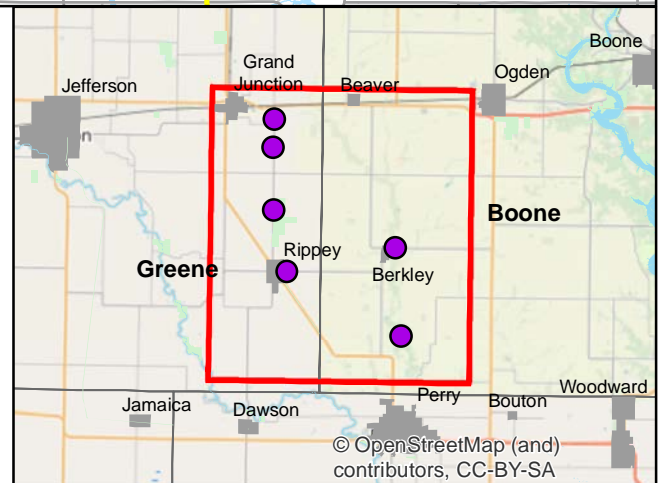 Boone
Grand
Junction
Beaver
Ogden
Jefferson
on
Boone
Rippey
Greene
Berkley
Perry
Bouton
Woodward
Jamaica
Dawson
© OpenStreetMap (and)
contributors, CC-BY-SA